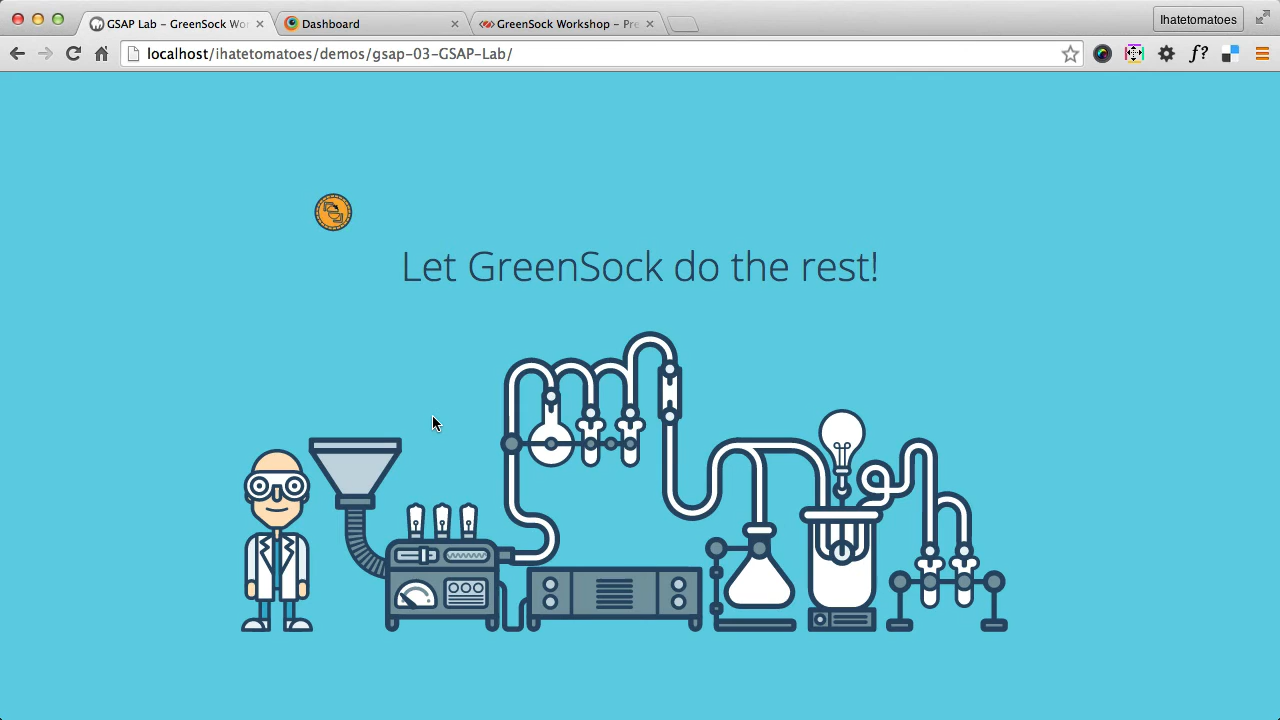 GSAP Lab – GreenSock Wor
Dashboard
GreenSock Workshop – Pre
Ihatetomatoes
localhost/ihatetomatoes/demos/gsap-03-GSAP-Lab/
f?
Let GreenSock do the rest!